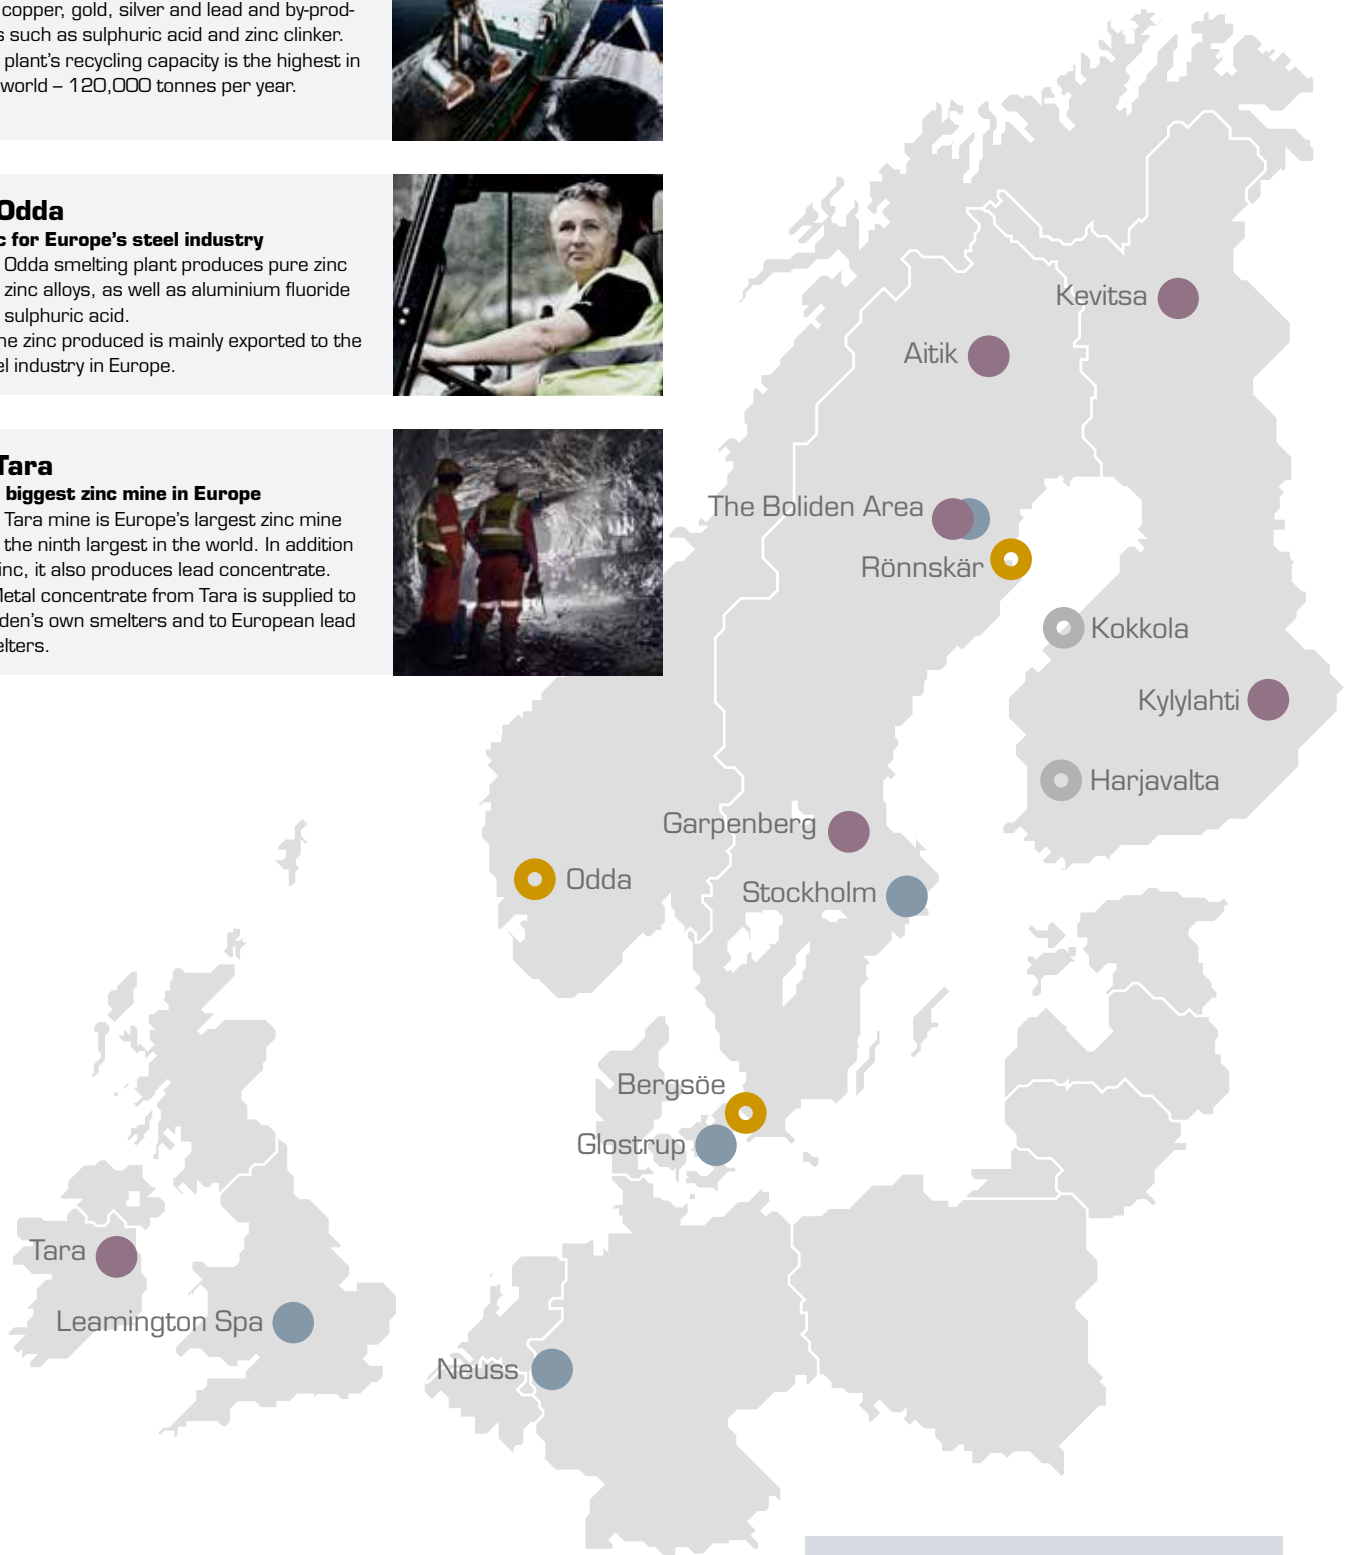 copper, gold, silver and lead and by-prod-
s such as sulphuric acid and zinc clinker.
plant's recycling capacity is the highest in
world – 120,000 tonnes per year.
Odda
c for Europe's steel industry
Odda smelting plant produces pure zinc
zinc alloys, as well as aluminium fluoride
sulphuric acid.
ne zinc produced is mainly exported to the
el industry in Europe.
Tara
biggest zinc mine in Europe
Tara mine is Europe's largest zinc mine
the ninth largest in the world. In addition
inc, it also produces lead concentrate.
Metal concentrate from Tara is supplied to
den's own smelters and to European lead
elters.
Kevitsa
Aitik
The Boliden Area
Rönnskär
Kokkola
Kylylahti
Harjavalta
Garpenberg
Odda
Stockholm
Bergsöe
Glostrup
Tara
Leamington Spa
Neuss